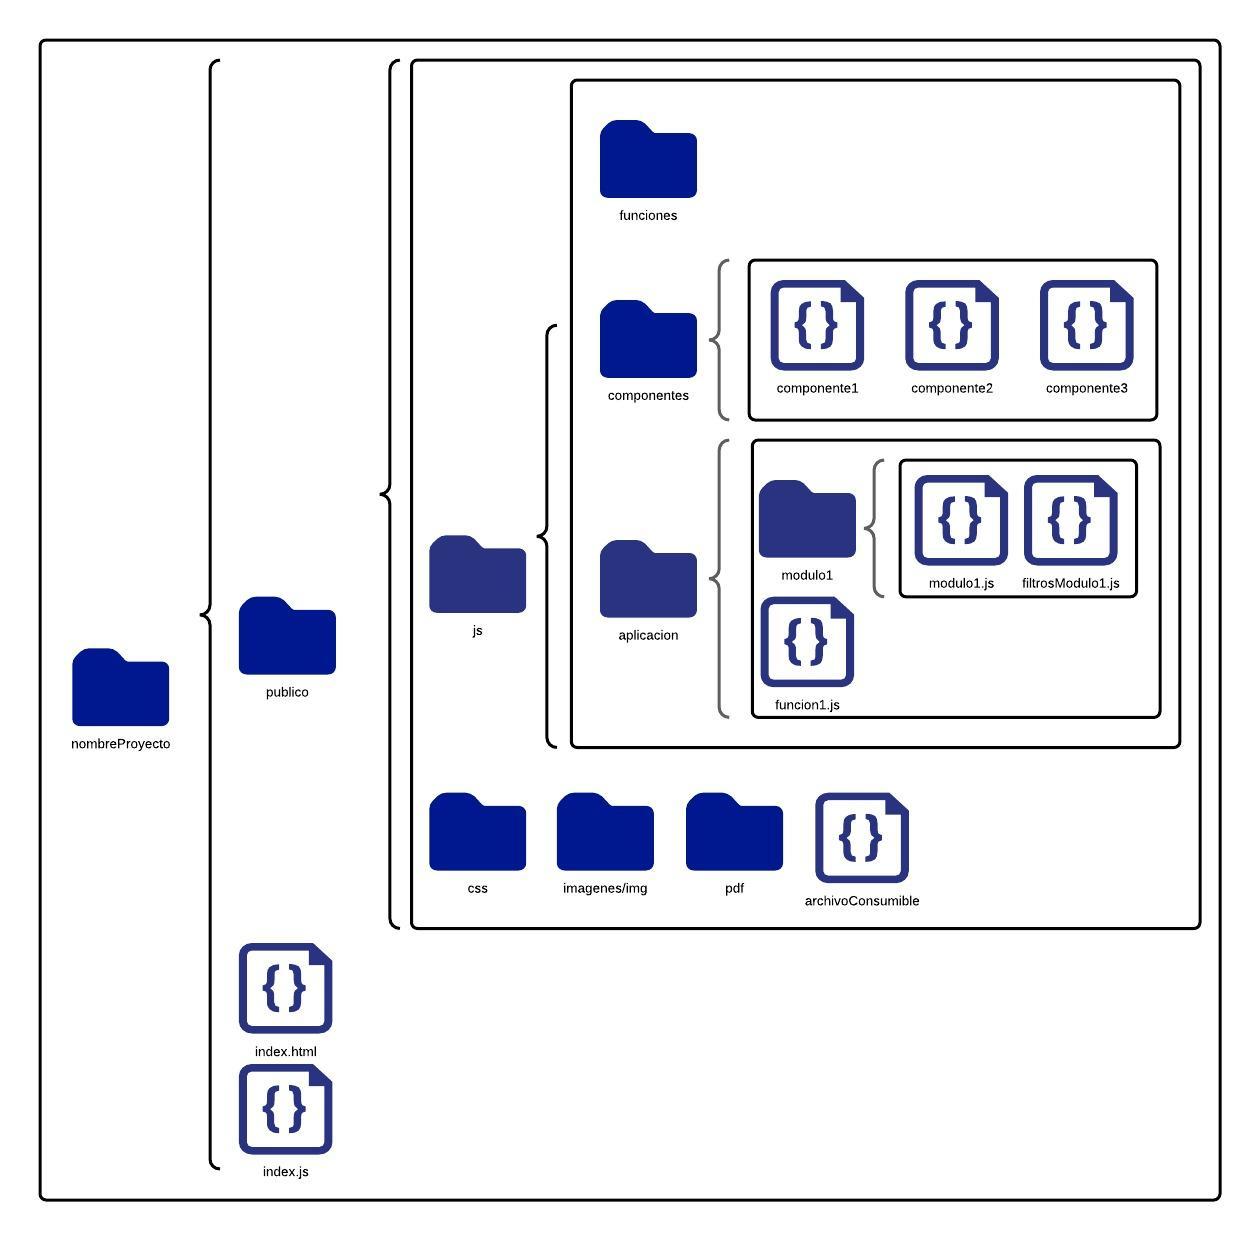 funciones
componentes
componente1
componente2
componente3
modulo1
modulo1.js
filtrosModulo1.js
js
aplicacion
funcion1.js
publico
nombreProyecto
css
imagenes/img
pdf
archivoConsumible
index.html
index.js